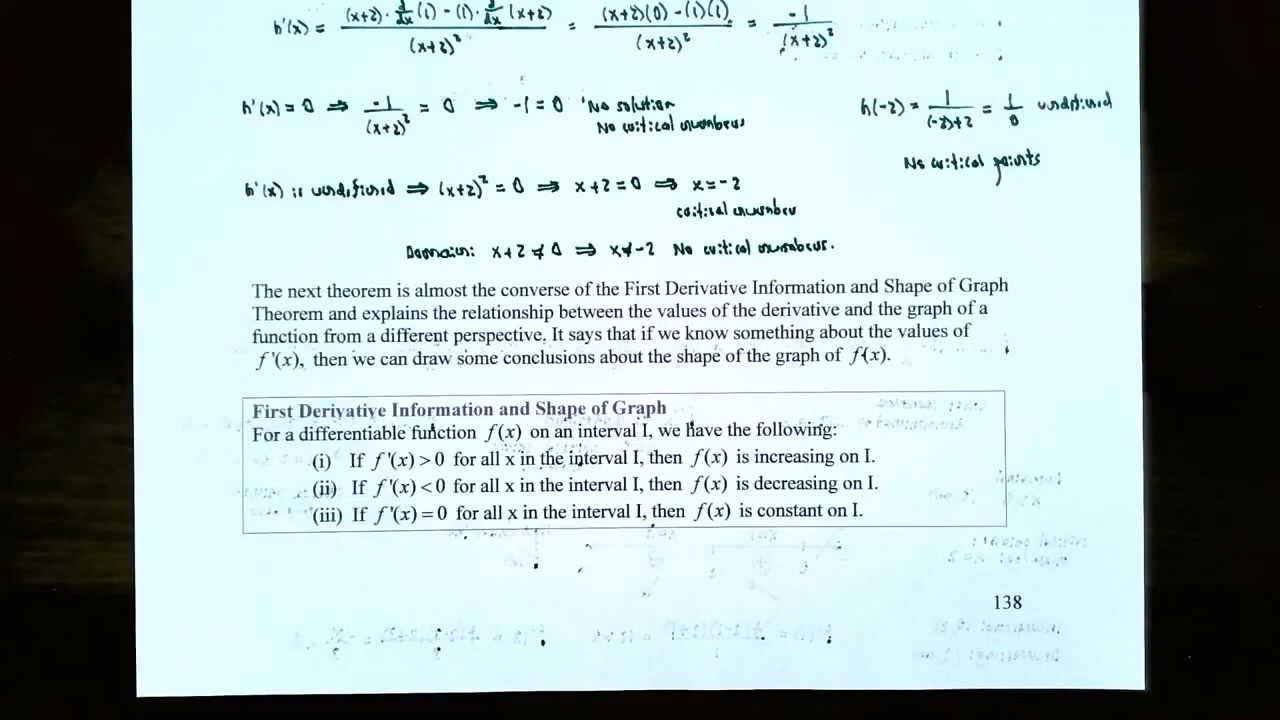 h'(x) = (x+2)·d/dx(1) - (1)·d/dx(x+2) / (x+2)² = (x+2)(0) - (1)(1) / (x+2)² = -1 / (x+2)²
h'(x) = 0 ⇒ -1/(x+2)² = 0 ⇒ -1 = 0 No solution
No critical numbers
h(-2) = 1/(-2)+2 = 1/0 undefined
No critical points
h'(x) is undefined ⇒ (x+2)² = 0 ⇒ x+2 = 0 ⇒ x = -2
critical number
Domain: x+2 ≠ 0 ⇒ x ≠ -2 No critical numbers.
The next theorem is almost the converse of the First Derivative Information and Shape of Graph
Theorem and explains the relationship between the values of the derivative and the graph of a
function from a different perspective. It says that if we know something about the values of
f'(x), then we can draw some conclusions about the shape of the graph of f(x).
First Derivative Information and Shape of Graph
For a differentiable function f(x) on an interval I, we have the following:
(i) If f'(x) > 0 for all x in the interval I, then f(x) is increasing on I.
(ii) If f'(x) < 0 for all x in the interval I, then f(x) is decreasing on I.
(iii) If f'(x) = 0 for all x in the interval I, then f(x) is constant on I.
138